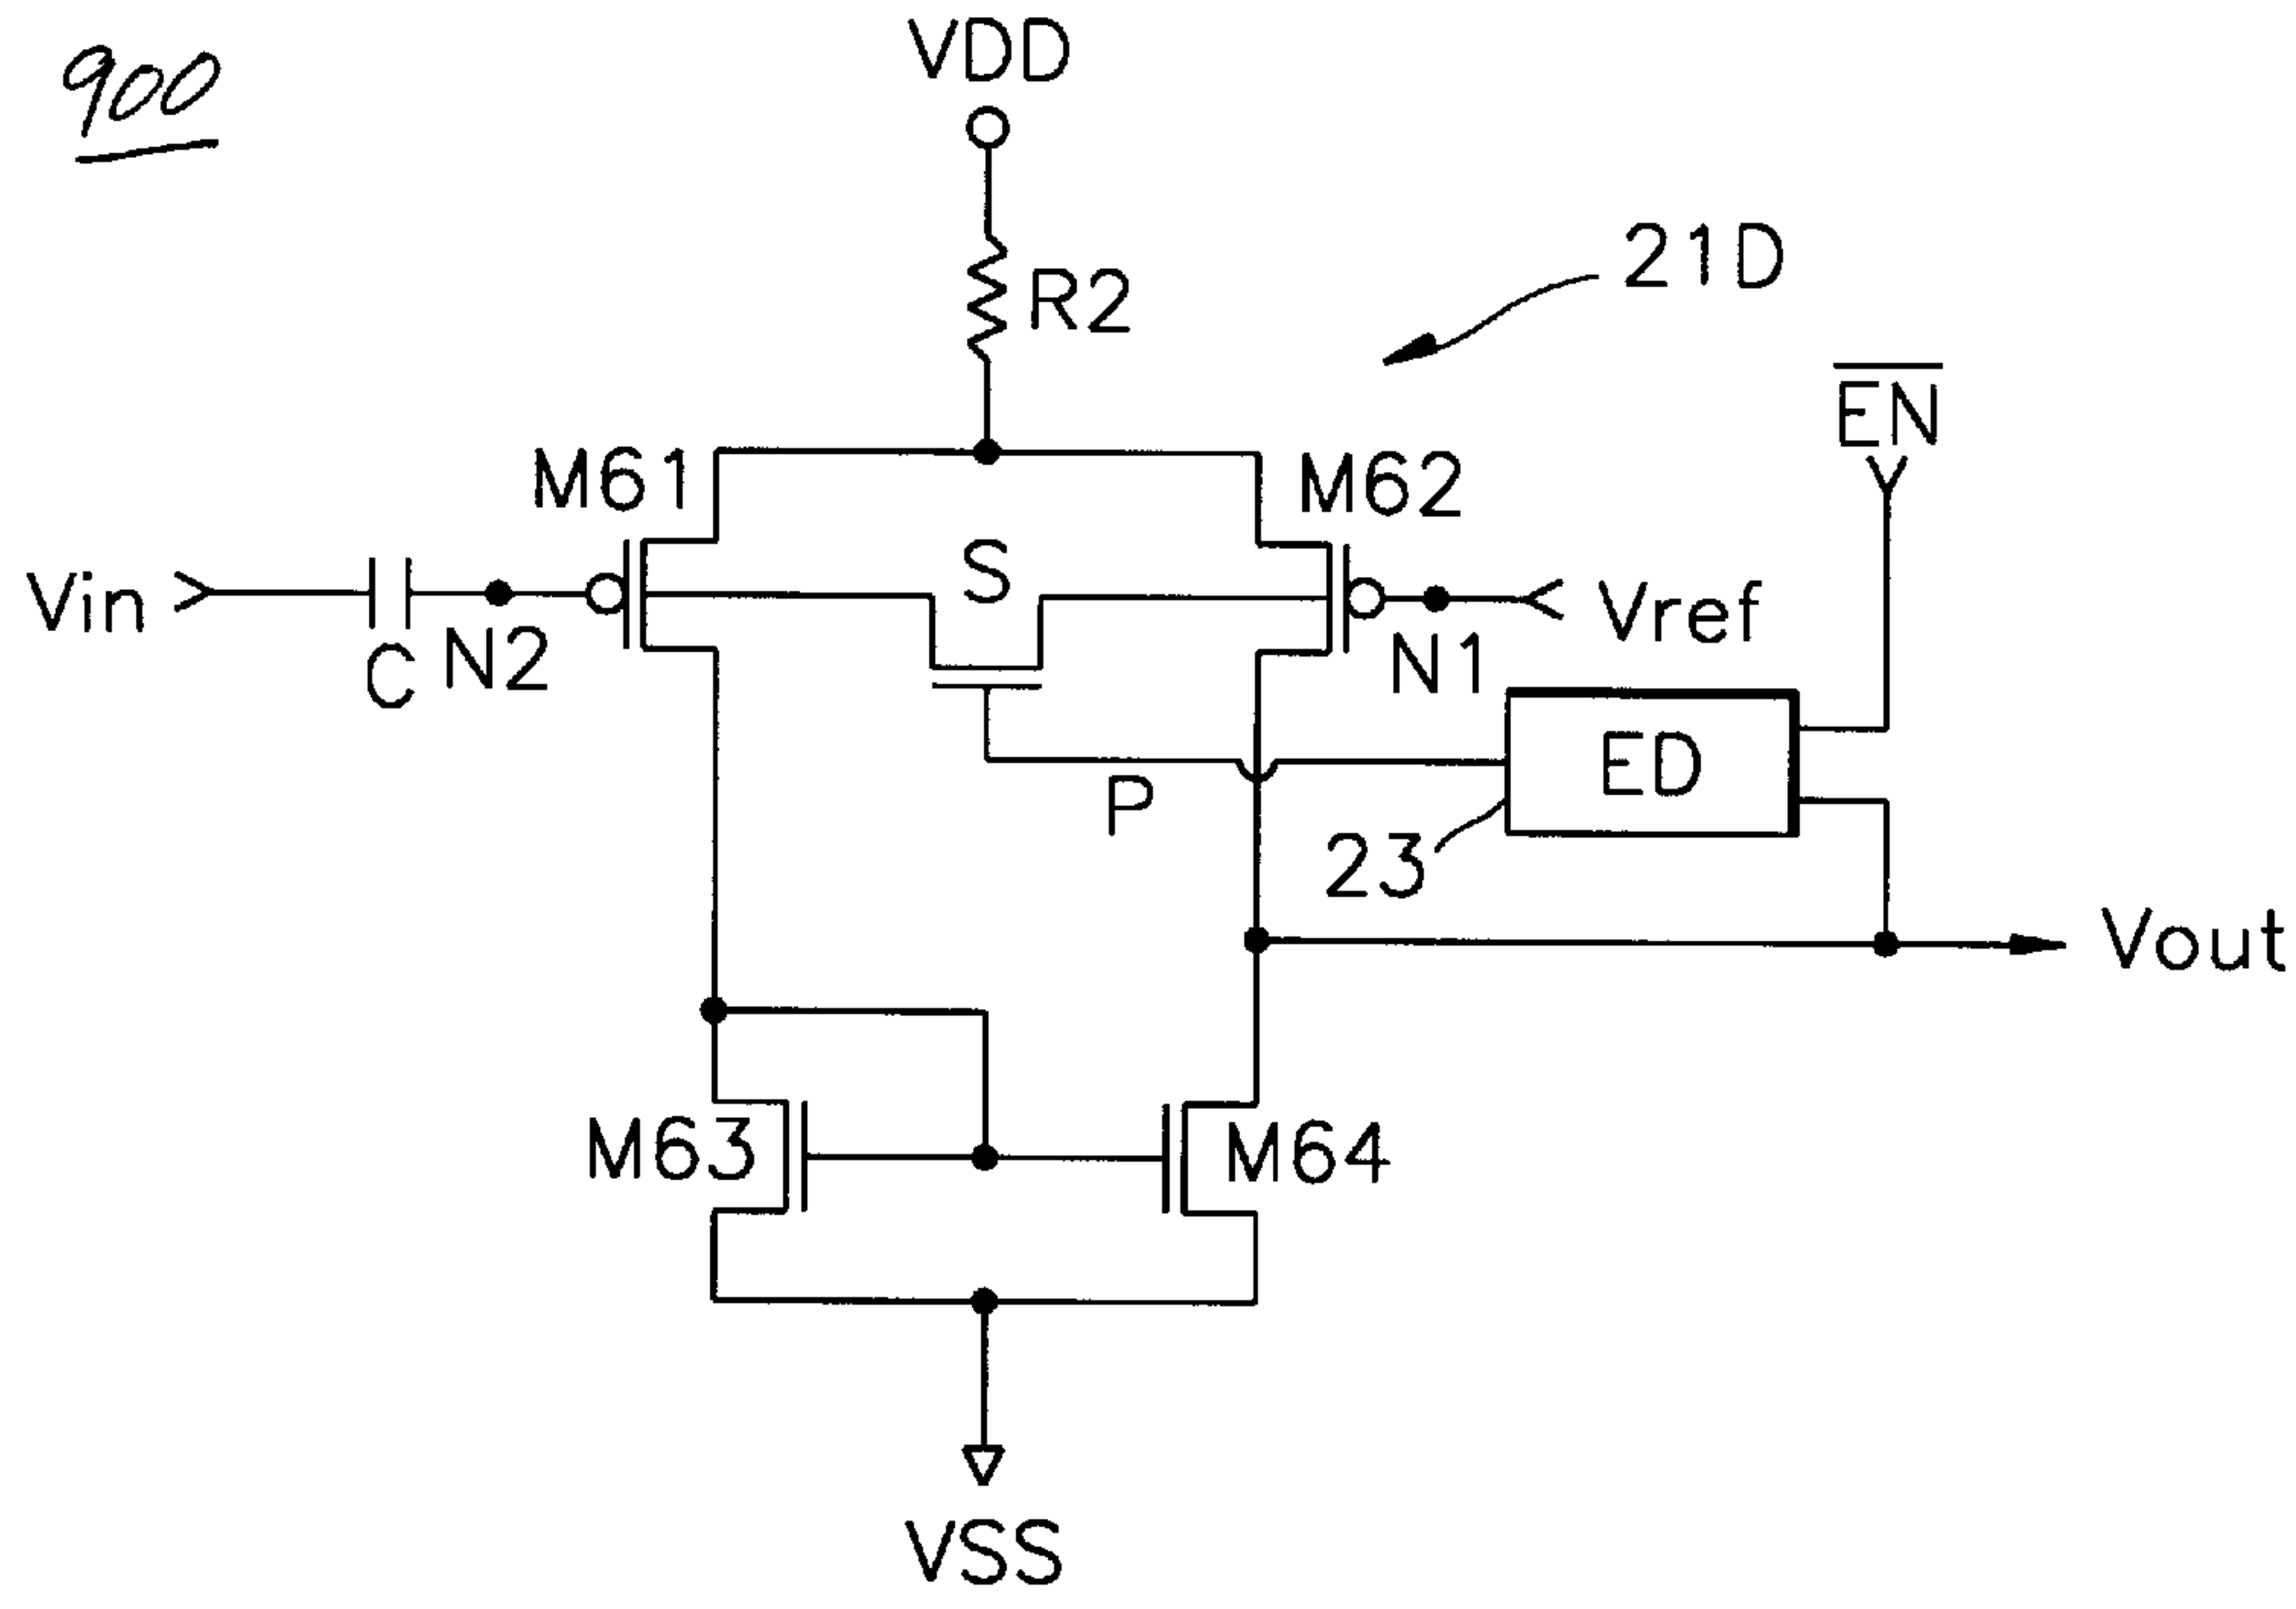 900
VDD
R2
21D
EN
M61
M62
S
Vin
C
N2
N1
Vref
P
ED
23
Vout
M63
M64
VSS